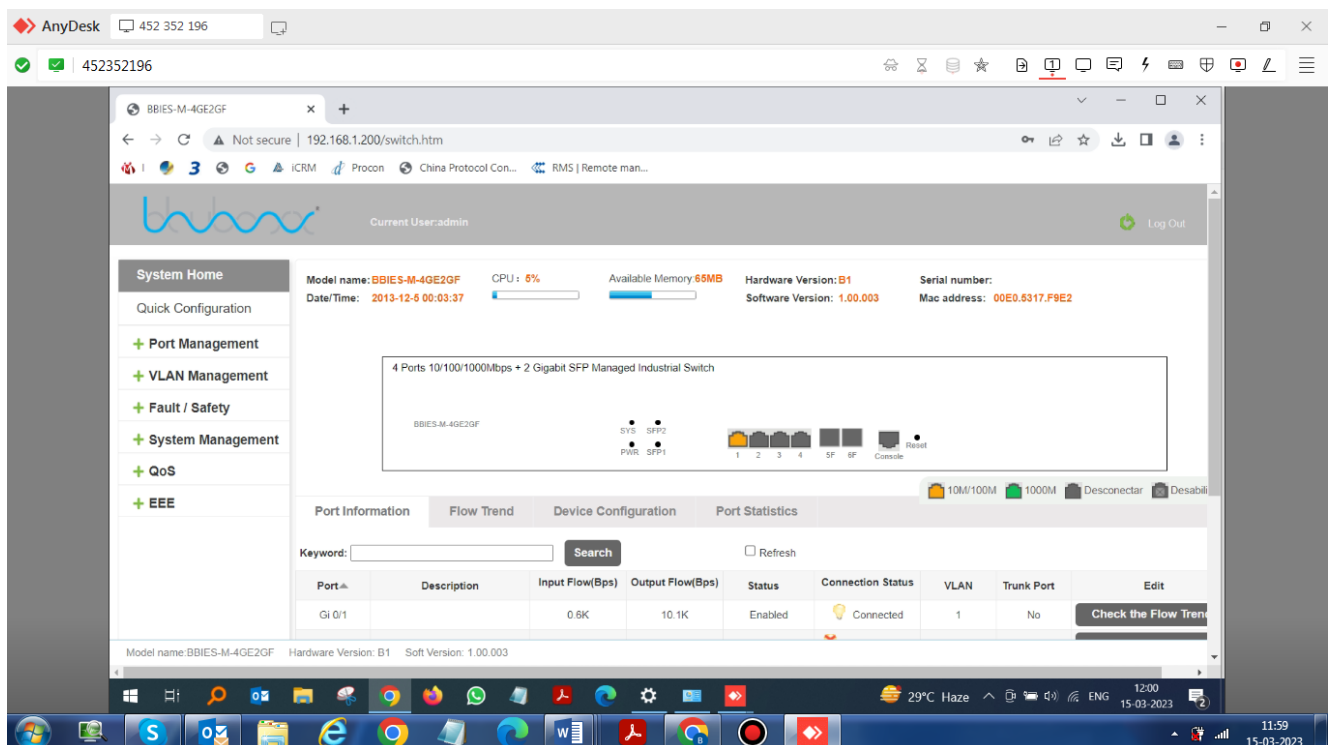 AnyDesk 452 352 196
452352196
BBIES-M-4GE2GF
Not secure | 192.168.1.200/switch.htm
I 3 G iCRM Procon China Protocol Con... RMS | Remote man...
Current User:admin Log Out
System Home
Quick Configuration
+ Port Management
+ VLAN Management
+ Fault / Safety
+ System Management
+ QoS
+ EEE
Model name:BBIES-M-4GE2GF CPU: 5% Available Memory:65MB Hardware Version:B1 Serial number:
Date/Time: 2013-12-5 00:03:37 Software Version: 1.00.003 Mac address: 00E0.5317.F9E2
4 Ports 10/100/1000Mbps + 2 Gigabit SFP Managed Industrial Switch
BBIES-M-4GE2GF
SYS SFP2
PWR SFP1
1 2 3 4 5F 6F Console Reset
10M/100M 1000M Desconectar Desabili
Port Information Flow Trend Device Configuration Port Statistics
Keyword: Search Refresh
Port Description Input Flow(Bps) Output Flow(Bps) Status Connection Status VLAN Trunk Port Edit
Gi 0/1 0.6K 10.1K Enabled Connected 1 No Check the Flow Tren
Model name:BBIES-M-4GE2GF Hardware Version: B1 Soft Version: 1.00.003
29°C Haze ENG 12:00
15-03-2023 2
11:59
15-03-2023